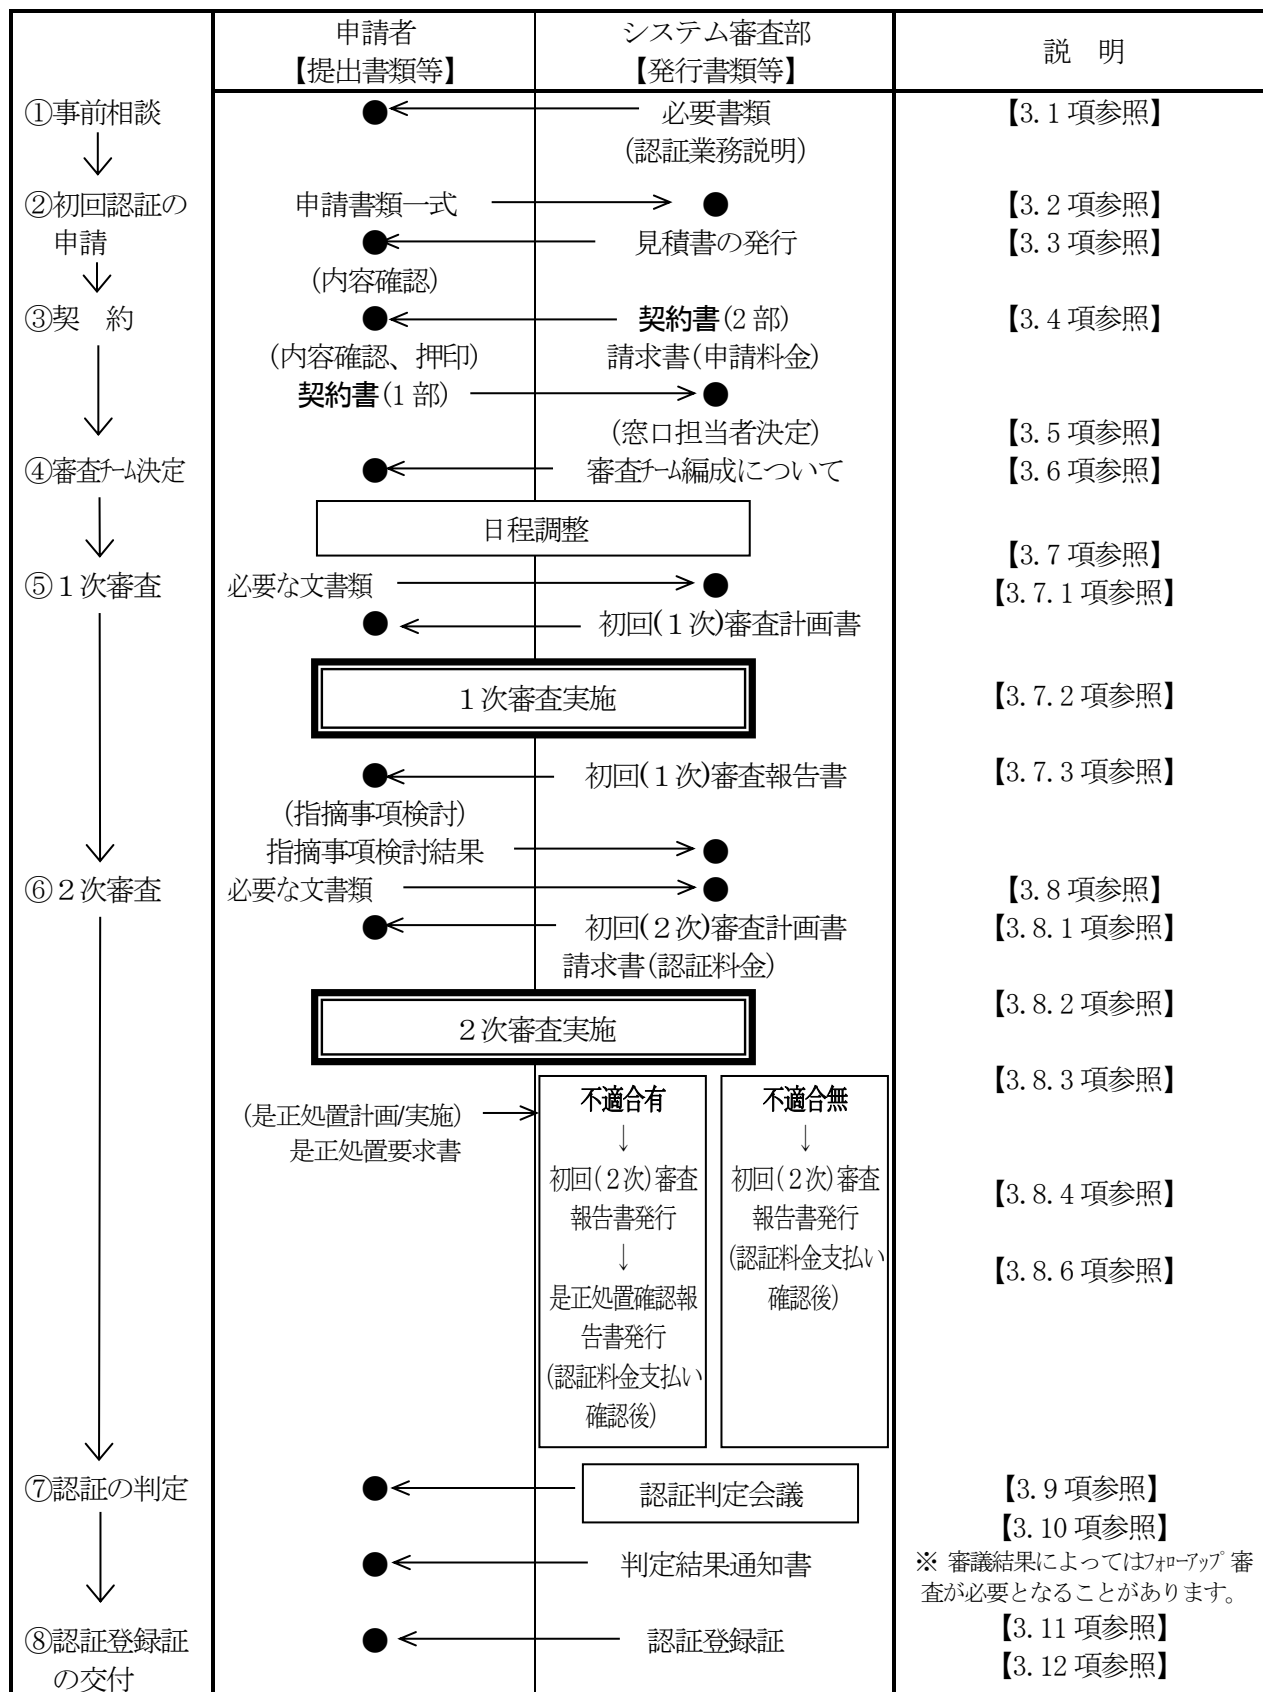 申請者
【提出書類等】
システム審査部
【発行書類等】
説　明
①事前相談
必要書類
(認証業務説明)
【3.1項参照】
②初回認証の
申請
申請書類一式
【3.2項参照】
見積書の発行
【3.3項参照】
(内容確認)
③契　約
契約書(2部)
【3.4項参照】
(内容確認、押印)
請求書(申請料金)
契約書(1部)
(窓口担当者決定)
【3.5項参照】
④審査ﾁｰﾑ決定
審査ﾁｰﾑ編成について
【3.6項参照】
日程調整
【3.7項参照】
⑤１次審査
必要な文書類
【3.7.1項参照】
初回(１次)審査計画書
１次審査実施
【3.7.2項参照】
初回(１次)審査報告書
【3.7.3項参照】
(指摘事項検討)
指摘事項検討結果
⑥２次審査
必要な文書類
【3.8項参照】
初回(２次)審査計画書
【3.8.1項参照】
請求書(認証料金)
２次審査実施
【3.8.2項参照】
【3.8.3項参照】
(是正処置計画/実施)
是正処置要求書
不適合有
↓
初回(2次)審査
報告書発行
↓
是正処置確認報
告書発行
(認証料金支払い
確認後)
不適合無
↓
初回(2次)審査
報告書発行
(認証料金支払い
確認後)
【3.8.4項参照】
【3.8.6項参照】
⑦認証の判定
認証判定会議
【3.9項参照】
【3.10項参照】
判定結果通知書
※ 審議結果によってはﾌｫﾛｰｱｯﾌﾟ審
査が必要となることがあります。
⑧認証登録証
の交付
認証登録証
【3.11項参照】
【3.12項参照】